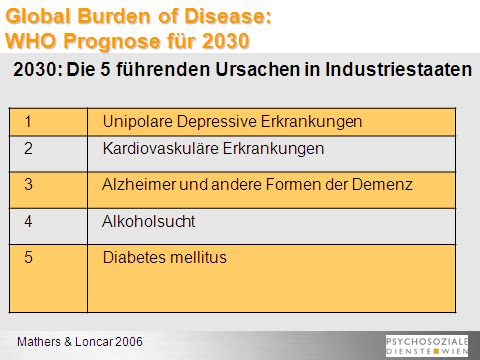 Global Burden of Disease:
WHO Prognose für 2030
2030: Die 5 führenden Ursachen in Industriestaaten
1 Unipolare Depressive Erkrankungen
2 Kardiovaskuläre Erkrankungen
3 Alzheimer und andere Formen der Demenz
4 Alkoholsucht
5 Diabetes mellitus
Mathers & Loncar 2006
PSYCHOSOZIALE
DIENSTE WIEN